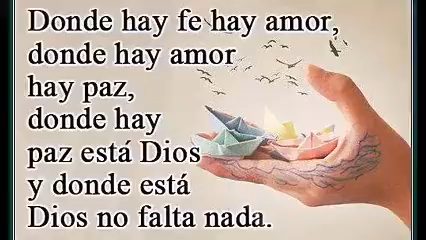 Donde hay fe hay amor,
donde hay amor
hay paz,
donde hay
paz está Dios
y donde está
Dios no falta nada.